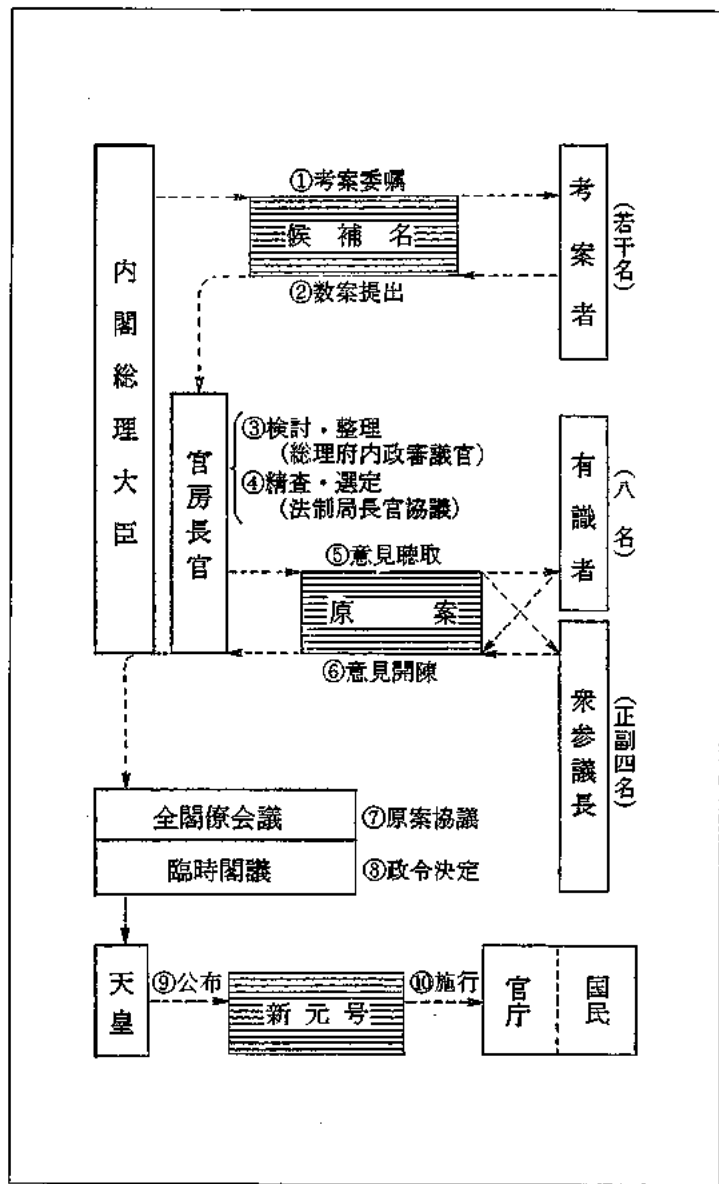 内閣総理大臣
①考案委嘱
候補名
②数案提出
考案者
(若干名)
官房長官
③検討・整理
(総理府内政審議官)
④精査・選定
(法制局長官協議)
⑤意見聴取
原案
⑥意見開陳
有識者
(八名)
衆参議長
(正副四名)
全閣僚会議
⑦原案協議
臨時閣議
⑧政令決定
天皇
⑨公布
新元号
⑩施行
官庁
国民